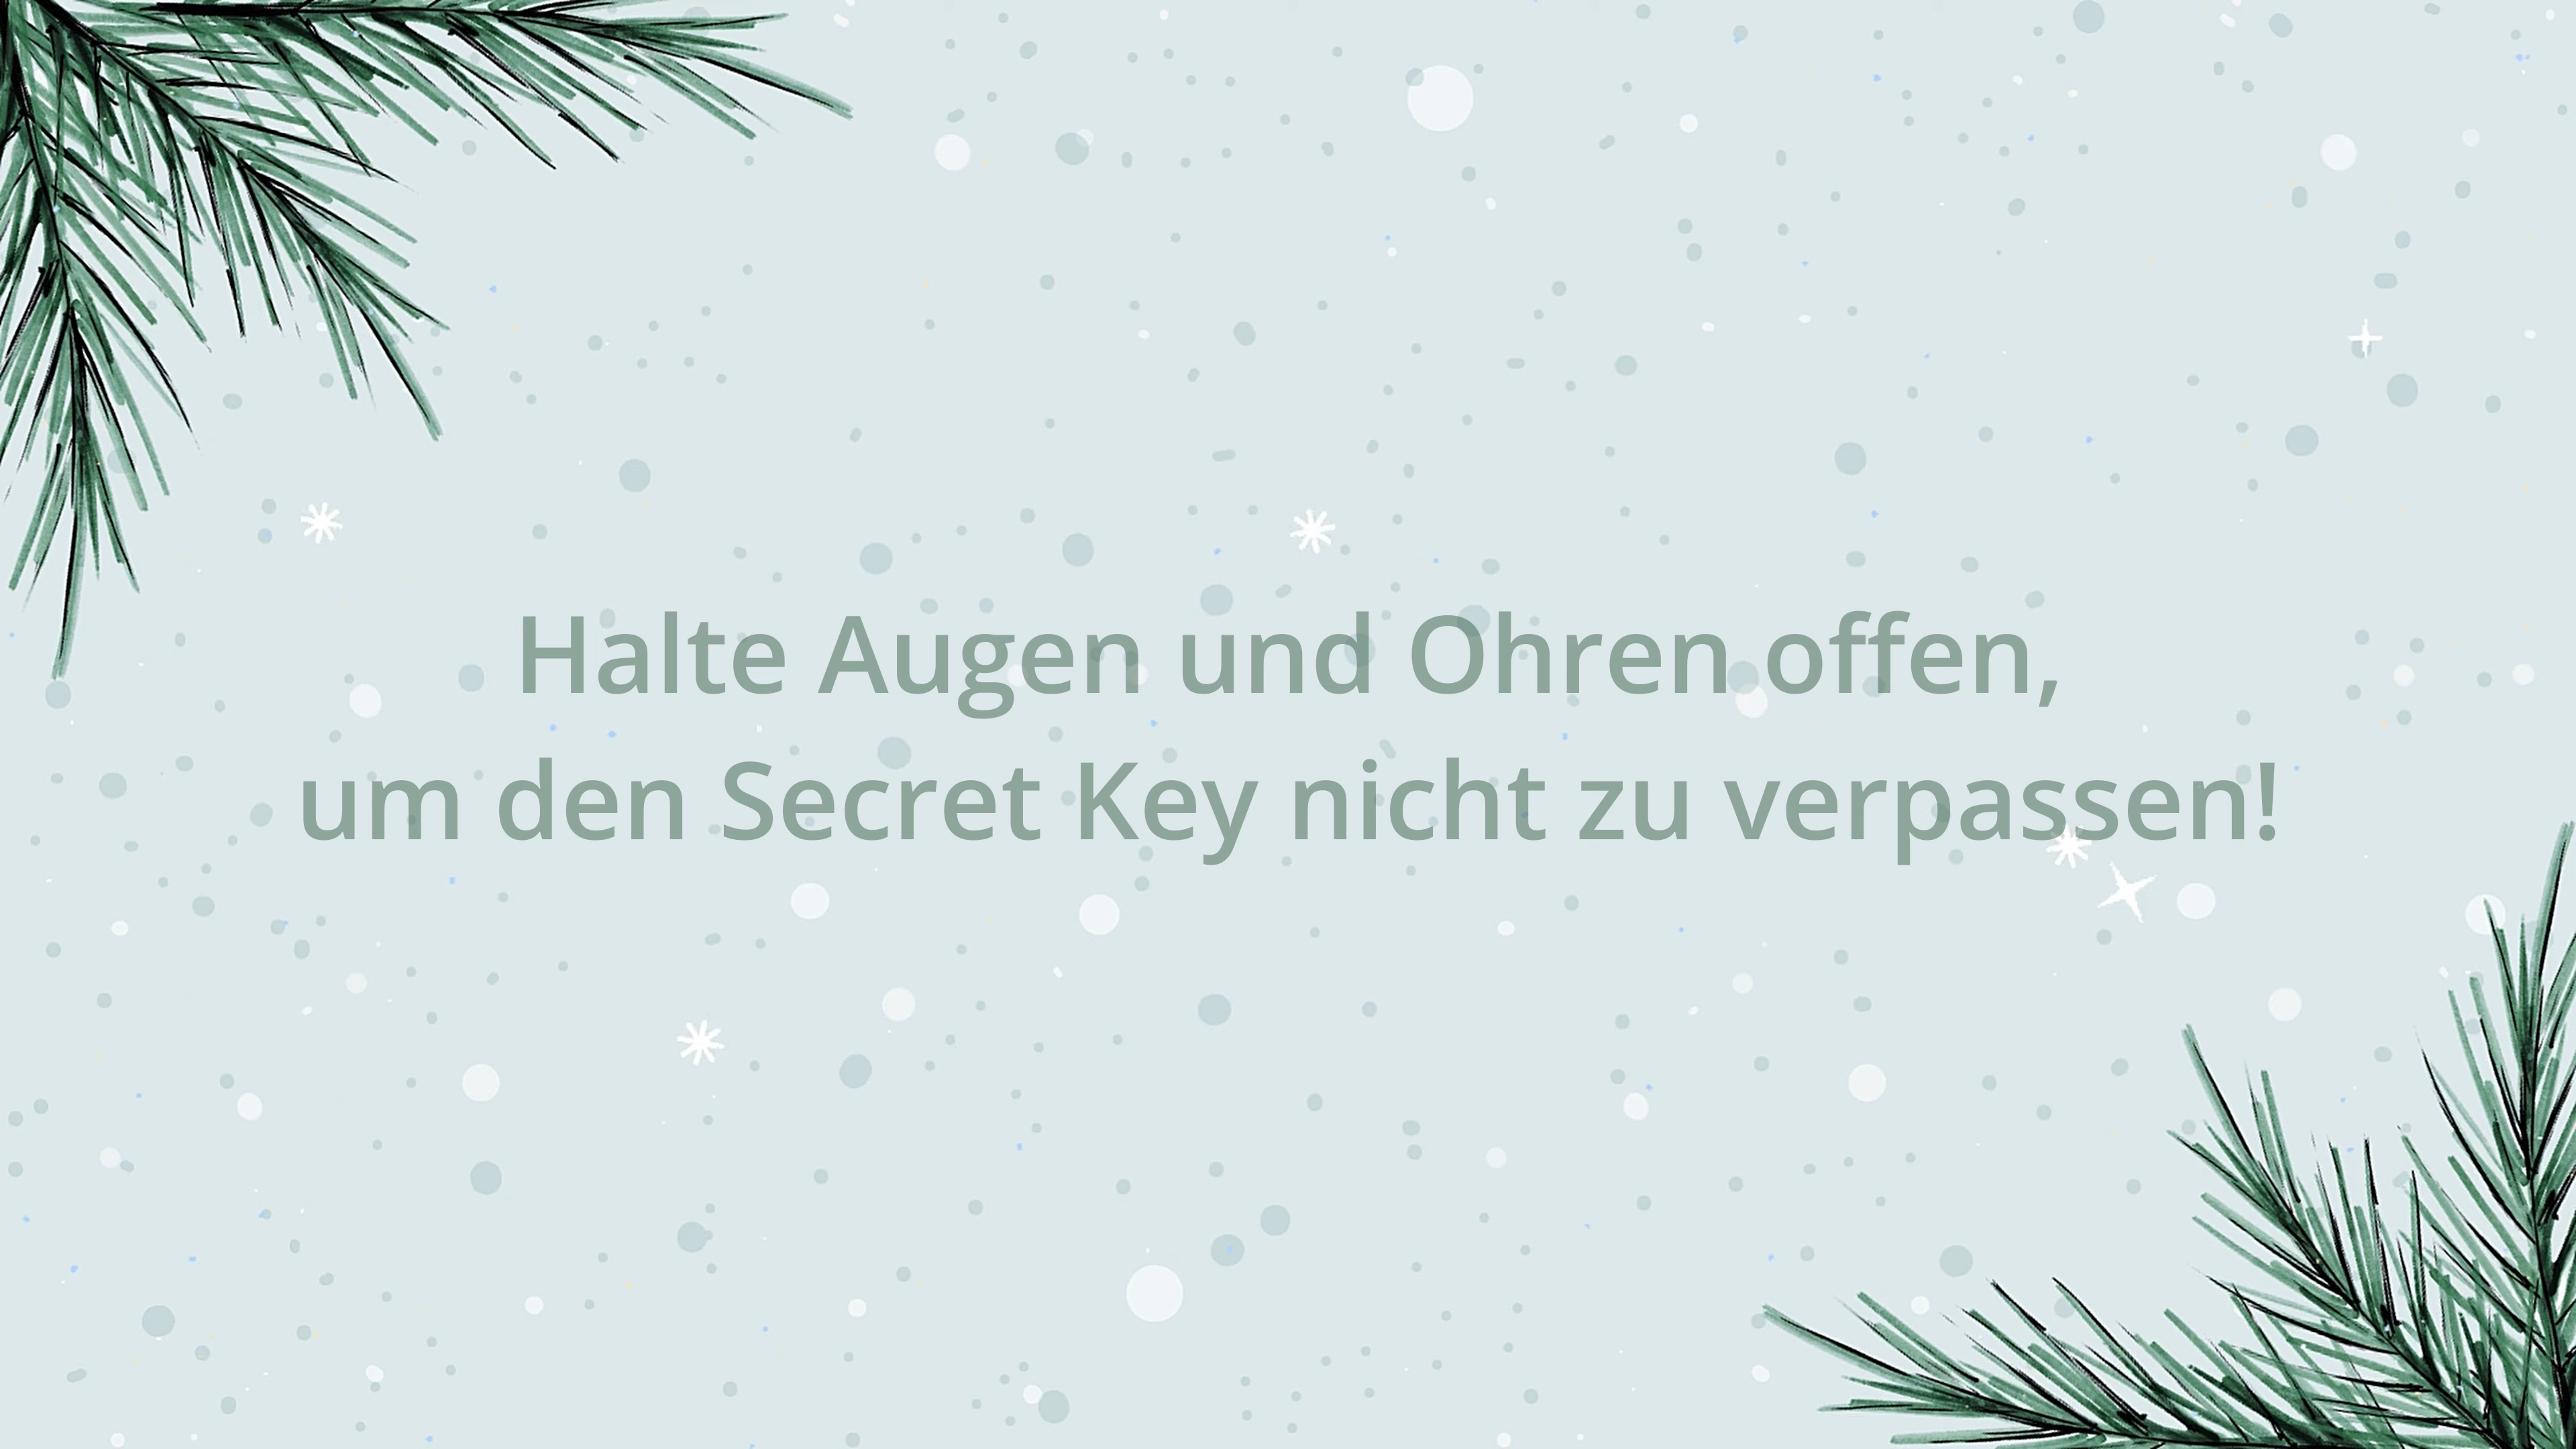 Halte Augen und Ohren offen,
um den Secret Key nicht zu verpassen!